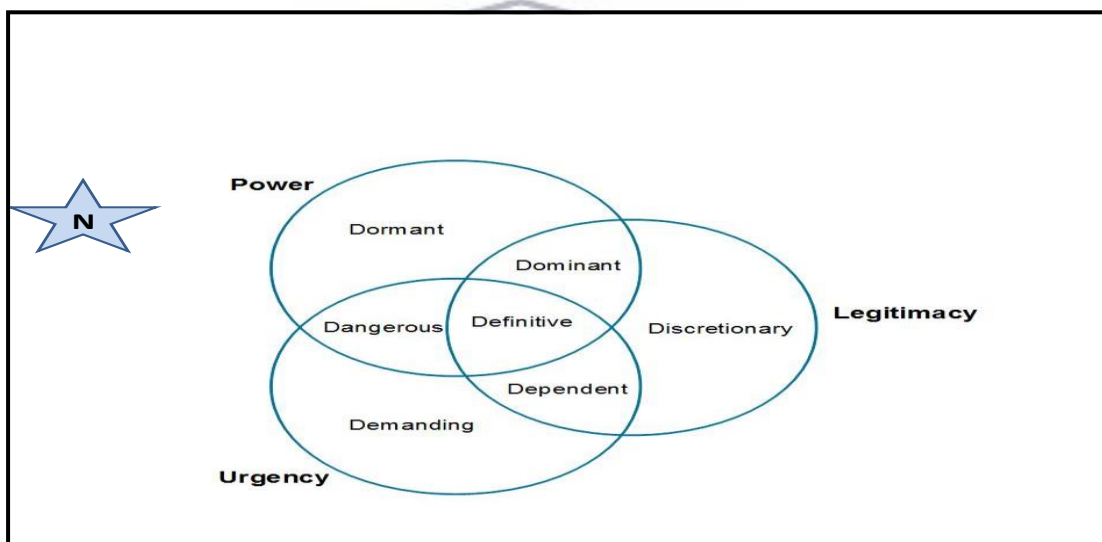 Power
N
Dormant
Dominant
Legitimacy
Dangerous
Definitive
Discretionary
Dependent
Demanding
Urgency